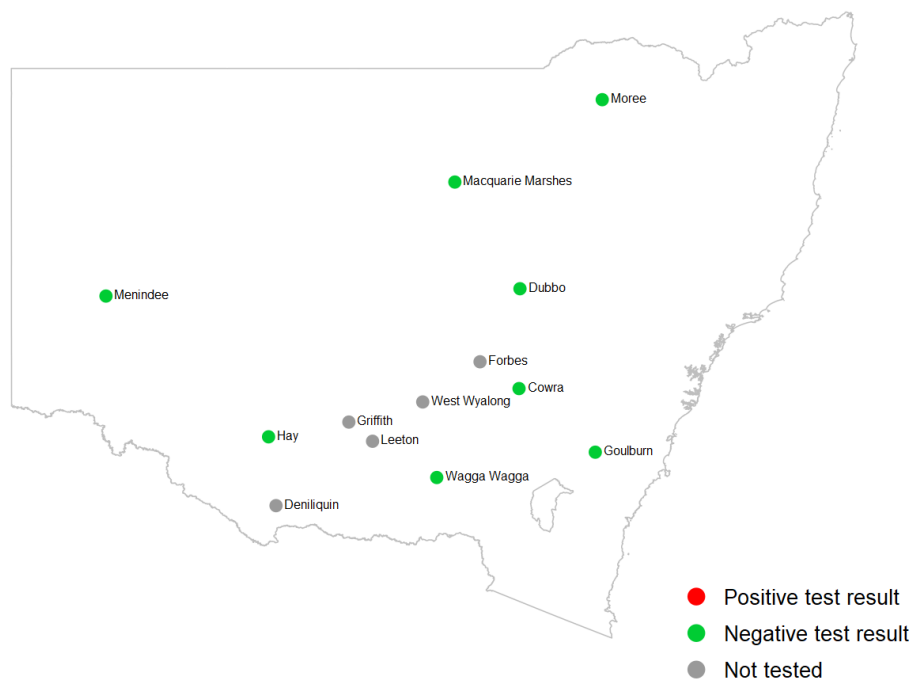 Moree
Macquarie Marshes
Dubbo
Menindee
Forbes
Cowra
West Wyalong
Griffith
Hay
Leeton
Goulburn
Wagga Wagga
Deniliquin
Positive test result
Negative test result
Not tested